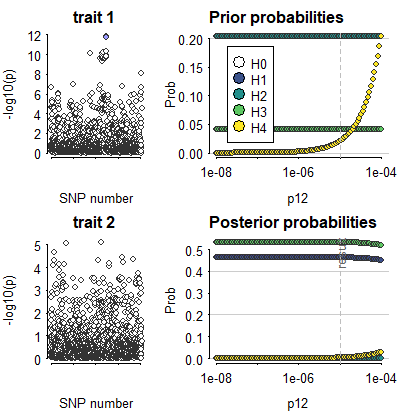 trait 1
Prior probabilities
-log10(p)
12
10
8
6
4
2
0
SNP number
Prob
0.20
0.15
0.10
0.05
0.00
H0
H1
H2
H3
H4
1e-08
1e-06
1e-04
p12
trait 2
Posterior probabilities
-log10(p)
5
4
3
2
1
0
SNP number
Prob
0.5
0.4
0.3
0.2
0.1
0.0
1e-08
1e-06
1e-04
p12